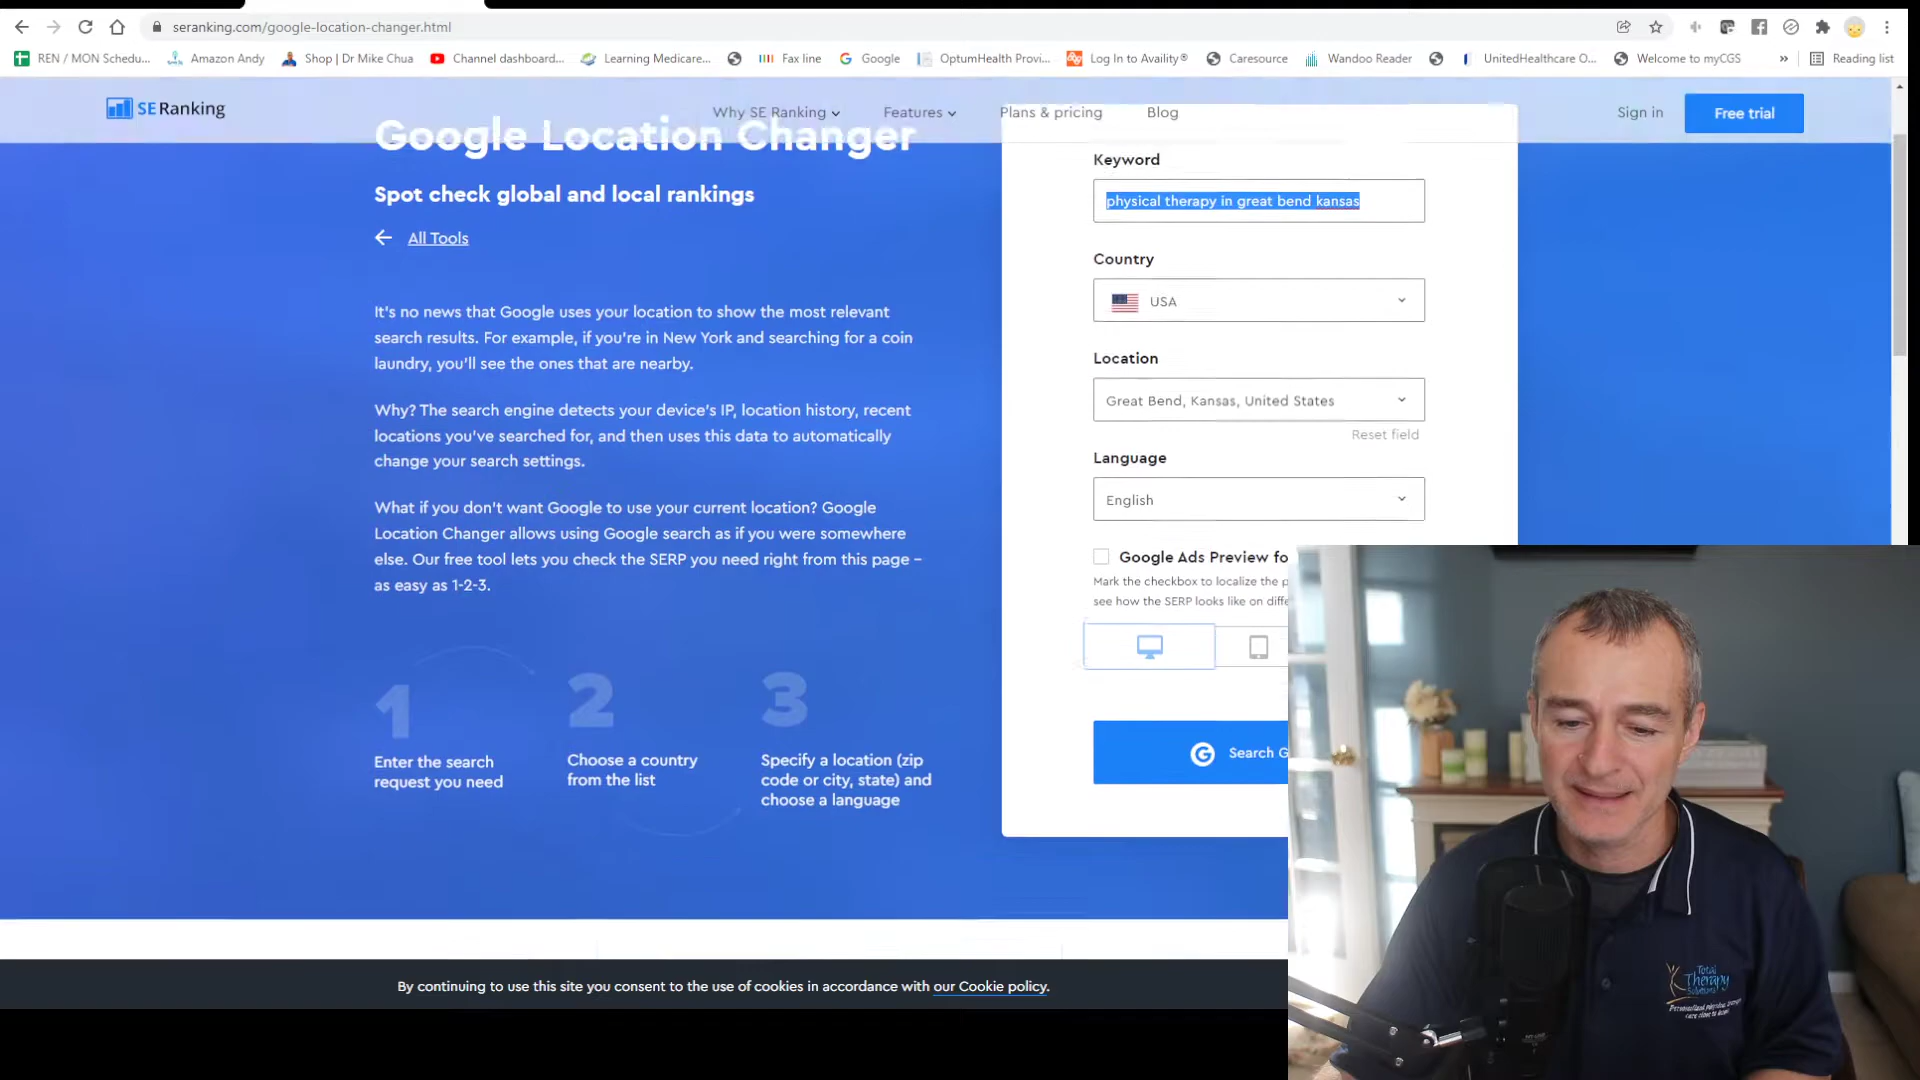 seranking.com/google-location-changer.html
REN / MON Schedu...
Amazon Andy
Shop | Dr Mike Chua
Channel dashboard...
Learning Medicare...
Fax line
Google
OptumHealth Provi...
Log In to Availity®
Caresource
Wandoo Reader
UnitedHealthcare O...
Welcome to myCGS
»
Reading list
SE Ranking
Why SE Ranking
Features
Plans & pricing
Blog
Sign in
Free trial
Google Location Changer
Spot check global and local rankings
All Tools
It's no news that Google uses your location to show the most relevant
search results. For example, if you're in New York and searching for a coin
laundry, you'll see the ones that are nearby.
Why? The search engine detects your device's IP, location history, recent
locations you've searched for, and then uses this data to automatically
change your search settings.
What if you don't want Google to use your current location? Google
Location Changer allows using Google search as if you were somewhere
else. Our free tool lets you check the SERP you need right from this page –
as easy as 1-2-3.
1
Enter the search
request you need
2
Choose a country
from the list
3
Specify a location (zip
code or city, state) and
choose a language
Keyword
physical therapy in great bend kansas
Country
USA
Location
Great Bend, Kansas, United States
Reset field
Language
English
Google Ads Preview fo
Mark the checkbox to localize the p
see how the SERP looks like on diffe
Search G
By continuing to use this site you consent to the use of cookies in accordance with our Cookie policy.
Total
Therapy
Solutions